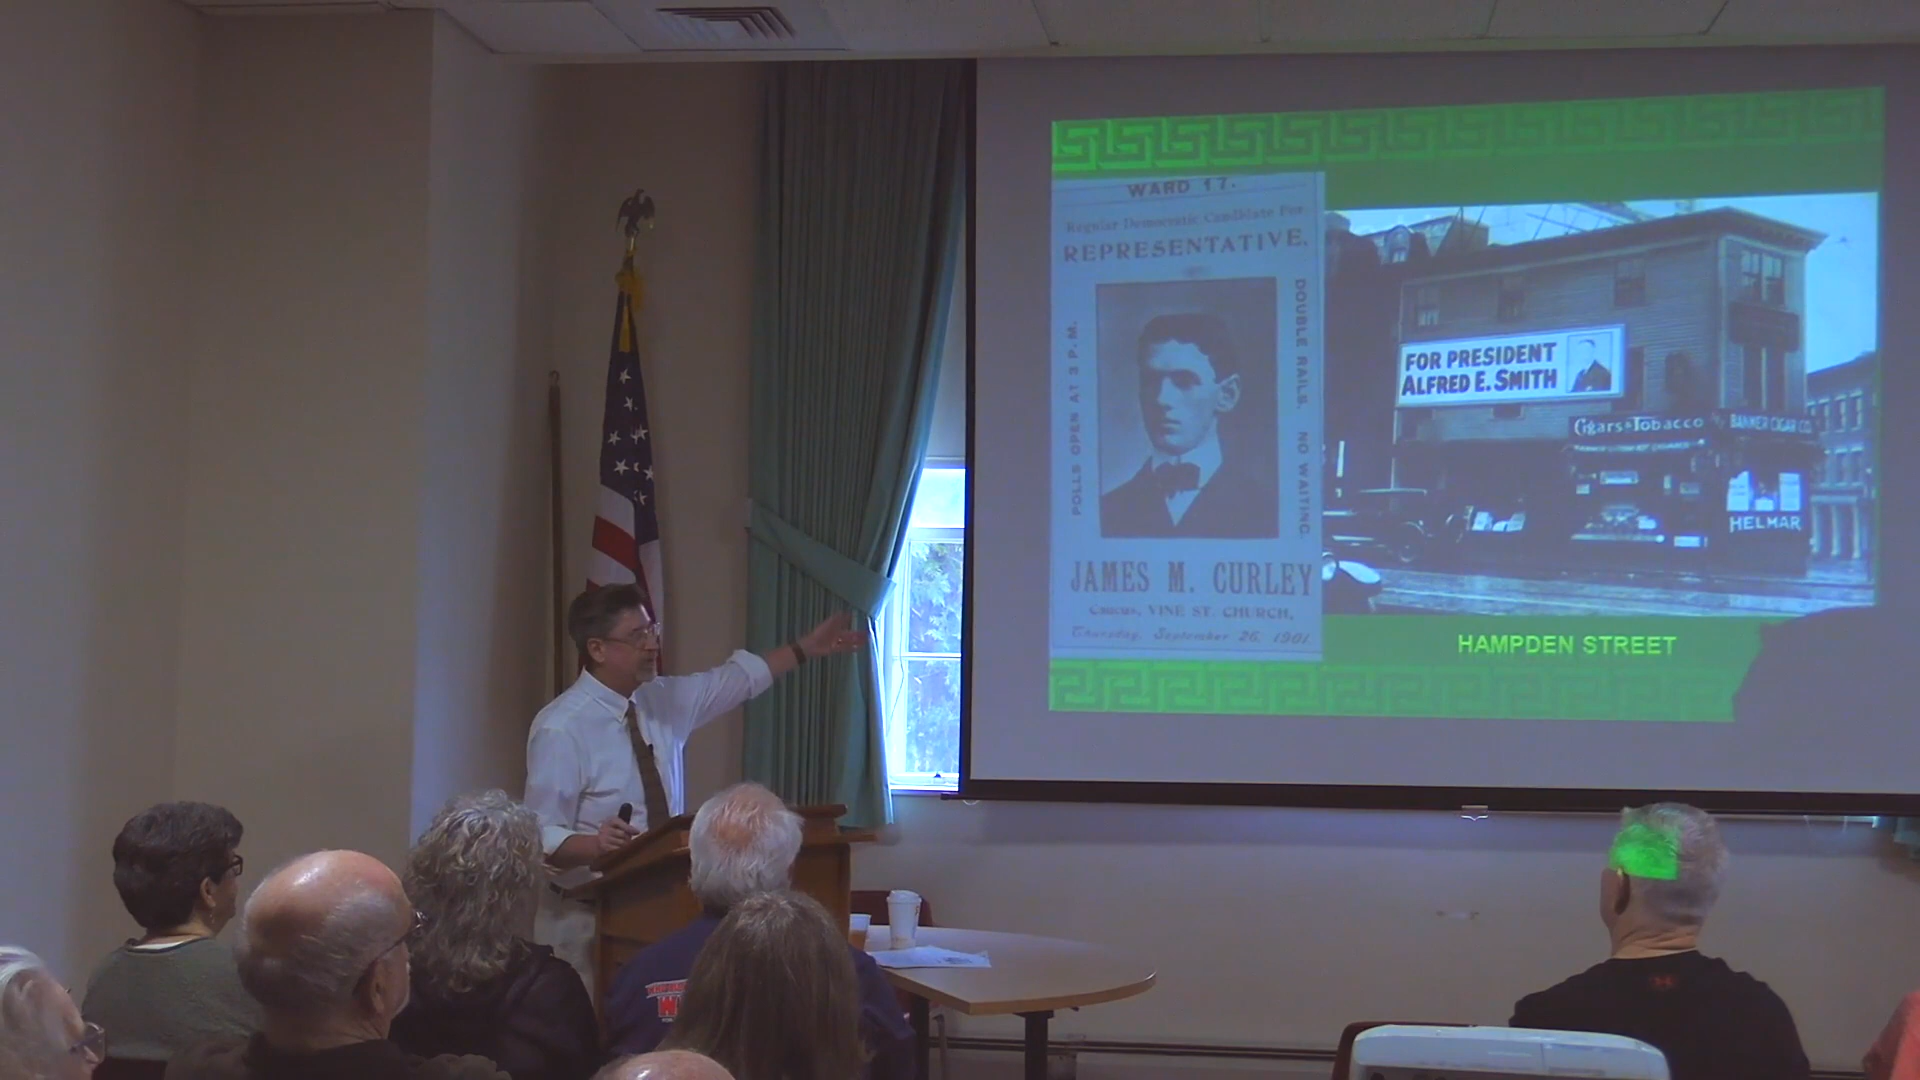 WARD 17.
Regular Democratic Candidate For
REPRESENTATIVE.
POLLS OPEN AT 3 P.M.
DOUBLE RAILS. NO WAITING.
JAMES M. CURLEY
Caucus, VINE ST. CHURCH,
Thursday, September 26, 1901
FOR PRESIDENT
ALFRED E. SMITH
Cigars & Tobacco
BANKER CIGAR CO.
HELMAR
HAMPDEN STREET